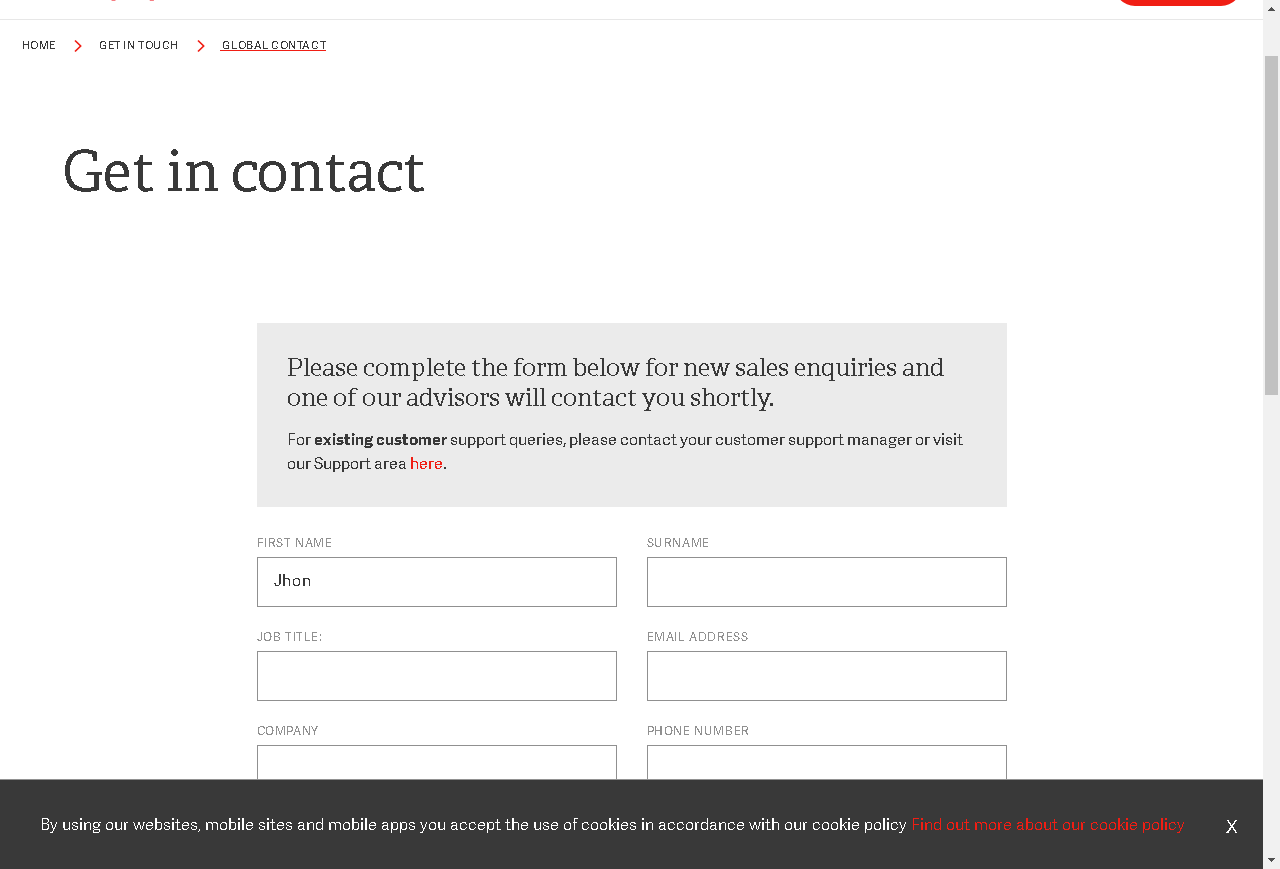 HOME GET IN TOUCH GLOBAL CONTACT
Get in contact
Please complete the form below for new sales enquiries and
one of our advisors will contact you shortly.
For existing customer support queries, please contact your customer support manager or visit
our Support area here.
FIRST NAME SURNAME
Jhon
JOB TITLE: EMAIL ADDRESS
COMPANY PHONE NUMBER
By using our websites, mobile sites and mobile apps you accept the use of cookies in accordance with our cookie policy Find out more about our cookie policy X